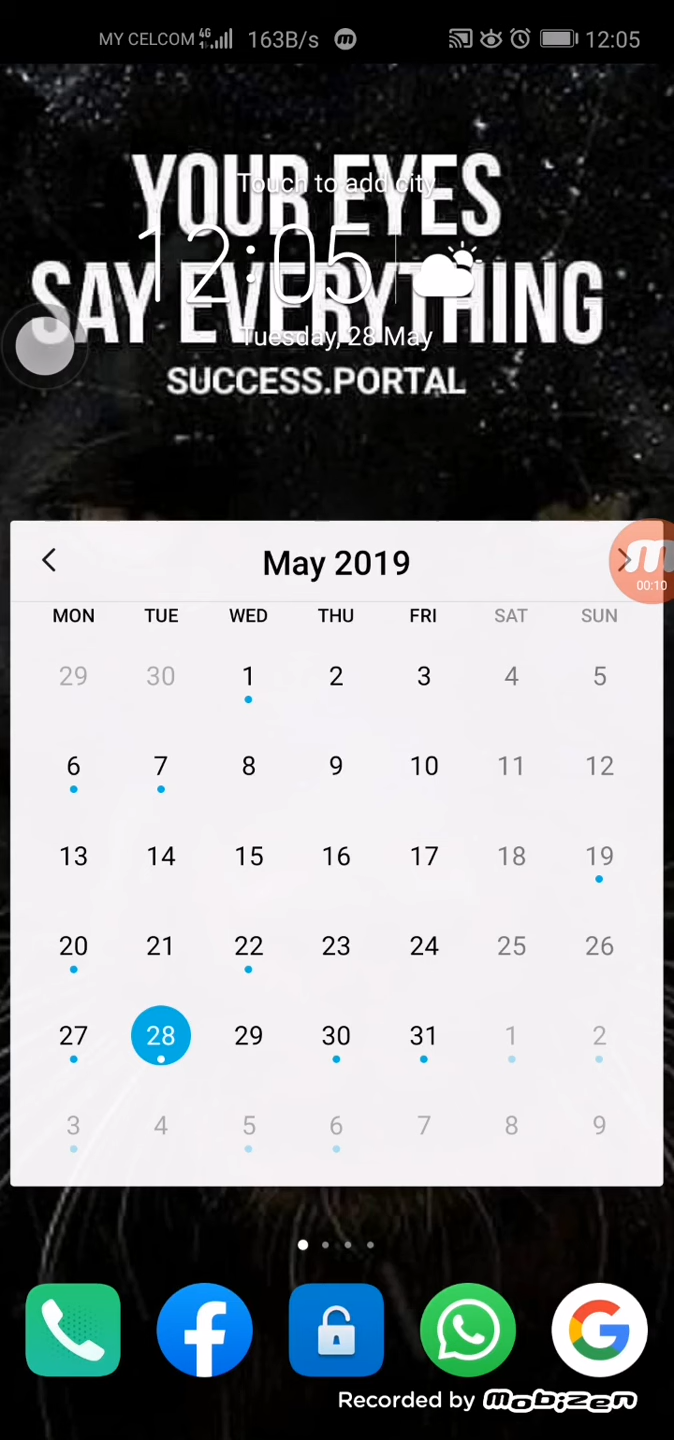 MY CELCOM 4G 163B/s 12:05
YOUR EYES
Touch to add city
12:05
SAY EVERYTHING
Tuesday, 28 May
SUCCESS.PORTAL
May 2019
00:10
MON TUE WED THU FRI SAT SUN
29 30 1 2 3 4 5
6 7 8 9 10 11 12
13 14 15 16 17 18 19
20 21 22 23 24 25 26
27 28 29 30 31 1 2
3 4 5 6 7 8 9
Recorded by mobizen